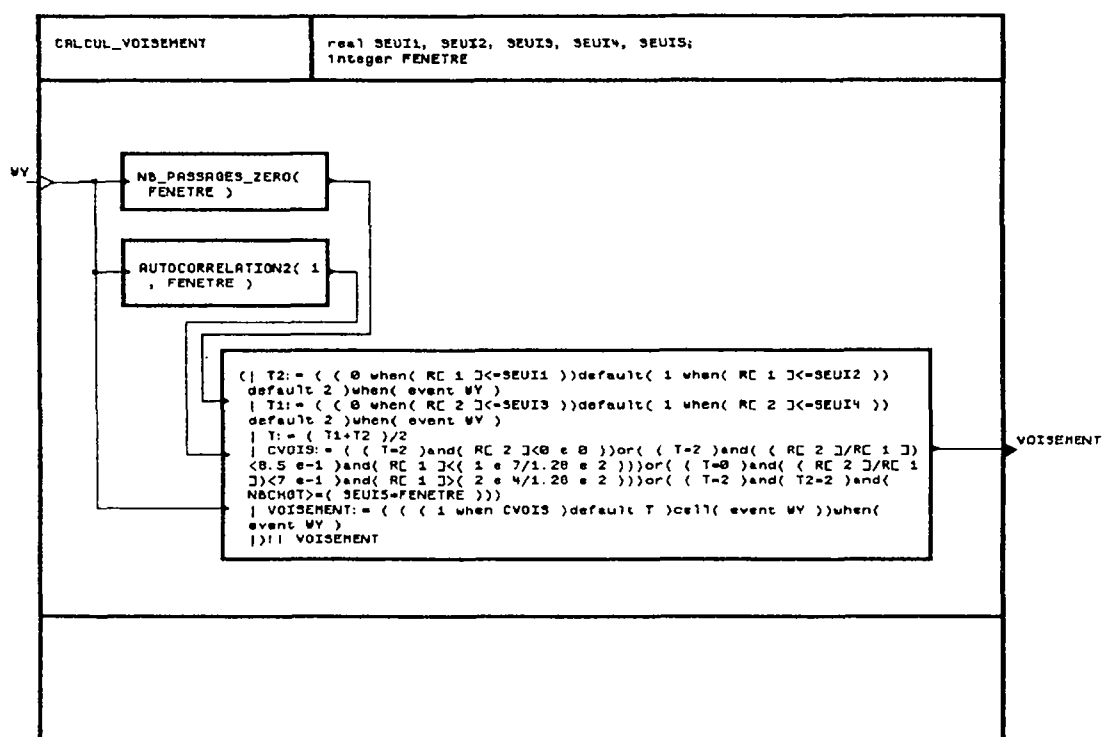 CALCUL_VOISEMENT
real SEUI1, SEUI2, SEUI3, SEUI4, SEUI5;
integer FENETRE
WY
NB_PASSAGES_ZERO(
FENETRE )
AUTOCORRELATION2( 1
, FENETRE )
(| T2:= ( ( 0 when( R[ 1 ]<=SEUI1 ))default( 1 when( R[ 1 ]<=SEUI2 ))
default 2 )when( event WY )
| T1:= ( ( 0 when( R[ 2 ]<=SEUI3 ))default( 1 when( R[ 2 ]<=SEUI4 ))
default 2 )when( event WY )
| T:= ( T1+T2 )/2
| CVOIS:= ( ( T=2 )and( R[ 2 ]<0 e 0 ))or( ( T=2 )and( ( R[ 2 ]/R[ 1 ])
<8.5 e-1 )and( R[ 1 ]<( 1 e 7/1.28 e 2 )))or( ( T=0 )and( ( R[ 2 ]/R[ 1
])<7 e-1 )and( R[ 1 ]>( 2 e 4/1.28 e 2 )))or( ( T=2 )and( T2=2 )and(
NBCHGT>=( SEUI5*FENETRE )))
| VOISEMENT:= ( ( ( 1 when CVOIS )default T )cell( event WY ))when(
event WY )
|)!! VOISEMENT
VOISEMENT